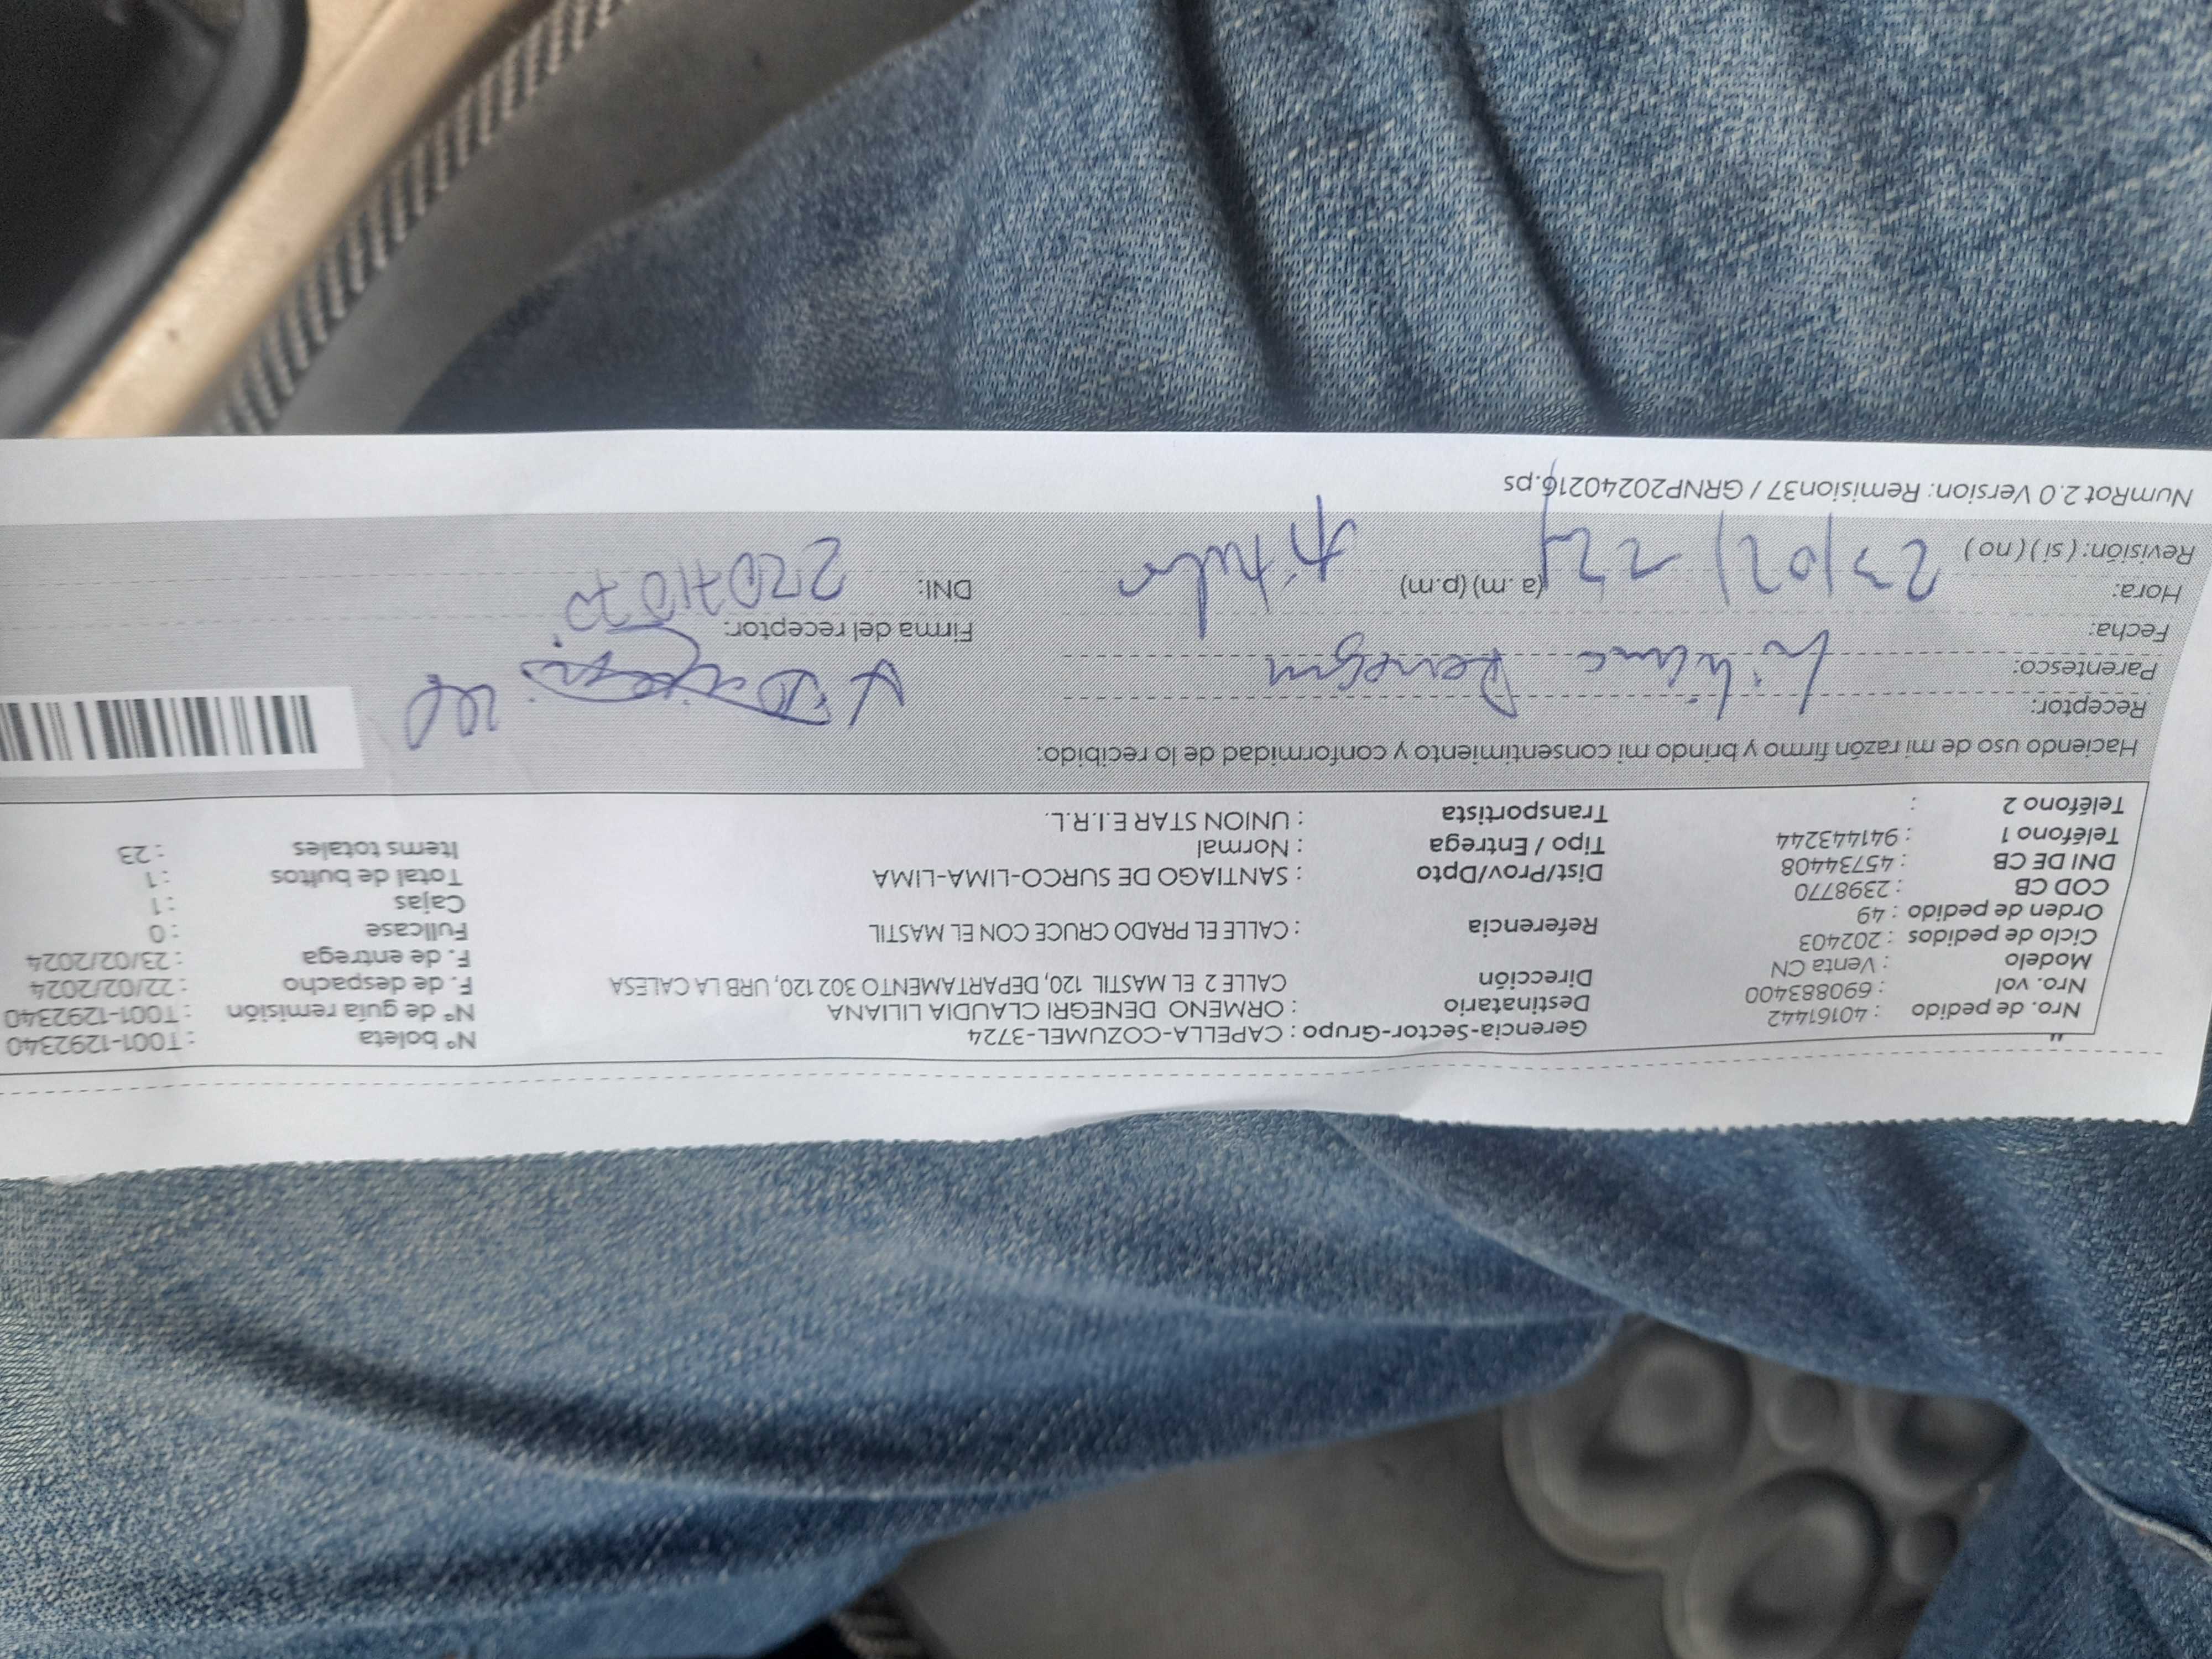 Nro. de pedido : 40161442 Gerencia-Sector-Grupo : CAPELLA-COZUMEL-3724 N° boleta : T001-1292340
Nro. vol : 690883400 Destinatario : ORMENO DENEGRI CLAUDIA LILIANA N° de guía remisión : T001-1292340
Modelo : Venta CN Dirección CALLE 2 EL MASTIL 120, DEPARTAMENTO 302 120, URB LA CALESA F. de despacho : 22/02/2024
Ciclo de pedidos : 202403 F. de entrega : 23/02/2024
Orden de pedido : 49 Referencia : CALLE EL PRADO CRUCE CON EL MASTIL Fullcase : 0
COD CB : 2398770 Cajas : 1
DNI DE CB : 45734408 Dist/Prov/Dpto : SANTIAGO DE SURCO-LIMA-LIMA Total de bultos : 1
Teléfono 1 : 941443244 Tipo / Entrega : Normal Items totales : 23
Teléfono 2 : Transportista : UNION STAR E.I.R.L.
Haciendo uso de mi razón firmo y brindo mi consentimiento y conformidad de lo recibido:
Receptor:
Parentesco: Liliana Denegri
Fecha: Firma del receptor:
Hora: 23/02/224 (a.m) (p.m) titular DNI:
Revisión: ( si ) ( no )
NumRot 2.0 Version: Remision37 / GRNP20240216.ps